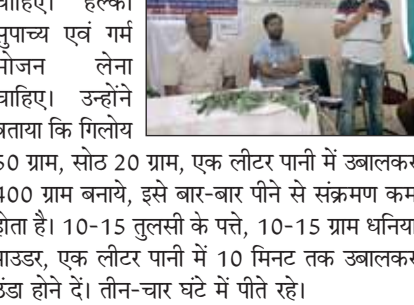 चाहिए। हल्का
सुपाच्य एवं गर्म
भोजन लेना
चाहिए। उन्होंने
बताया कि गिलोय
50 ग्राम, सोठ 20 ग्राम, एक लीटर पानी में उबालकर
400 ग्राम बनाये, इसे बार-बार पीने से संक्रमण कम
होता है। 10-15 तुलसी के पत्ते, 10-15 ग्राम धनिया
पाउडर, एक लीटर पानी में 10 मिनट तक उबालकर
ठंडा होने दें। तीन-चार घंटे में पीते रहे।